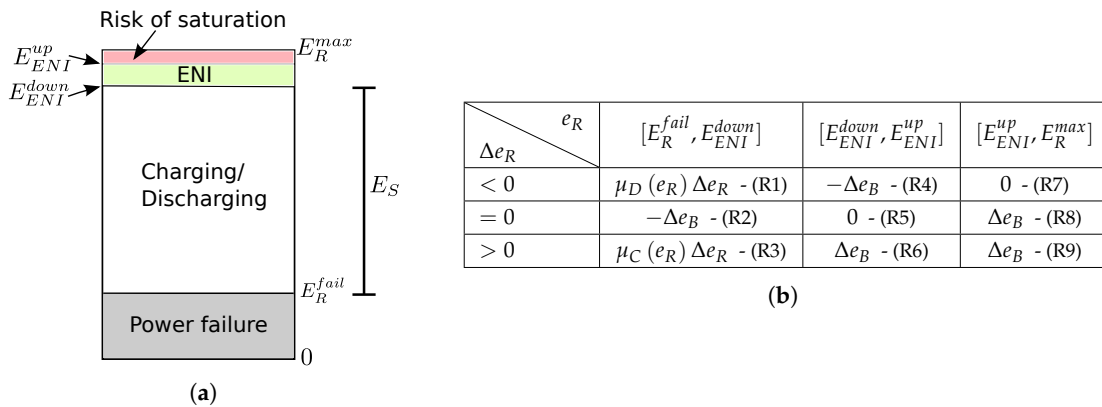 Risk of saturation
E_{ENI}^{up}
E_R^{max}
ENI
E_{ENI}^{down}
Charging/
Discharging
E_S
E_R^{fail}
Power failure
0
(a)
e_R
Δe_R
[E_R^{fail}, E_{ENI}^{down}] [E_{ENI}^{down}, E_{ENI}^{up}] [E_{ENI}^{up}, E_R^{max}]
< 0 μ_D (e_R) Δe_R - (R1) −Δe_B - (R4) 0 - (R7)
= 0 −Δe_B - (R2) 0 - (R5) Δe_B - (R8)
> 0 μ_C (e_R) Δe_R - (R3) Δe_B - (R6) Δe_B - (R9)
(b)